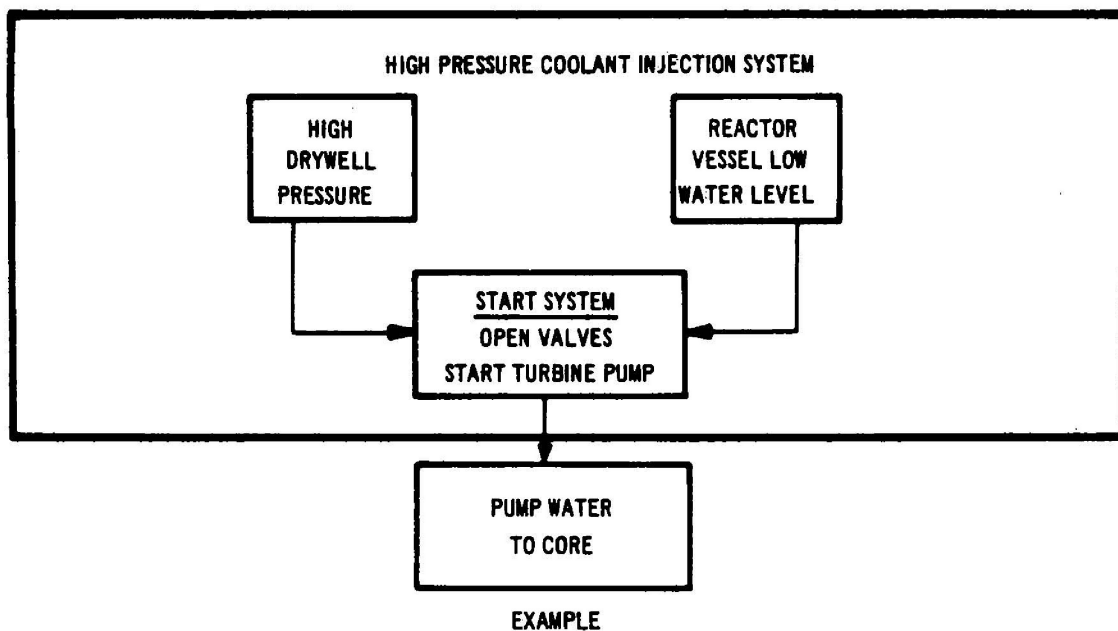 HIGH PRESSURE COOLANT INJECTION SYSTEM
HIGH
DRYWELL
PRESSURE
REACTOR
VESSEL LOW
WATER LEVEL
START SYSTEM
OPEN VALVES
START TURBINE PUMP
PUMP WATER
TO CORE
EXAMPLE